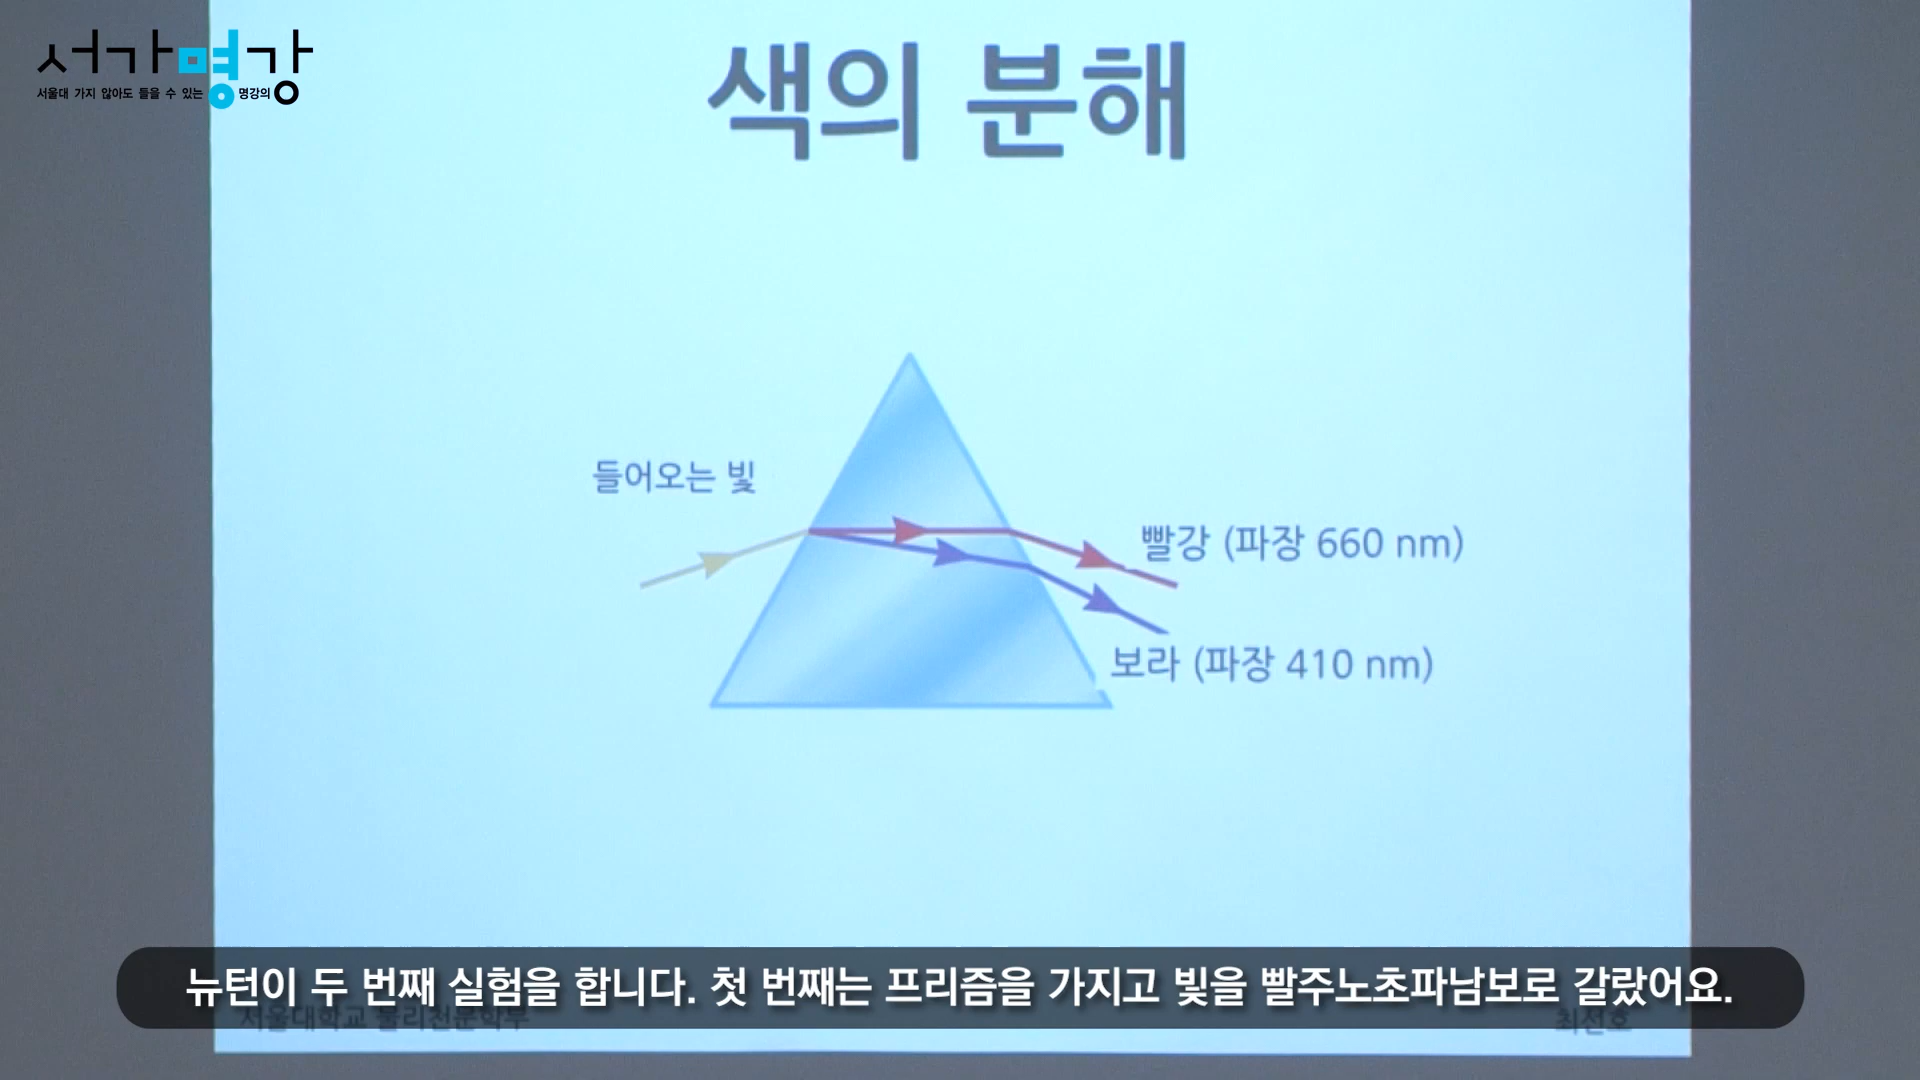 서가명강
서울대 가지 않아도 들을 수 있는 명강의
색의 분해
들어오는 빛
빨강 (파장 660 nm)
보라 (파장 410 nm)
뉴턴이 두 번째 실험을 합니다. 첫 번째는 프리즘을 가지고 빛을 빨주노초파남보로 갈랐어요.
서울대학교 물리천문학부
최선호